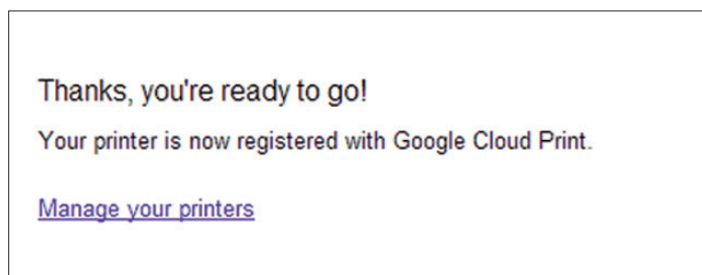 Thanks, you're ready to go!
Your printer is now registered with Google Cloud Print.
Manage your printers